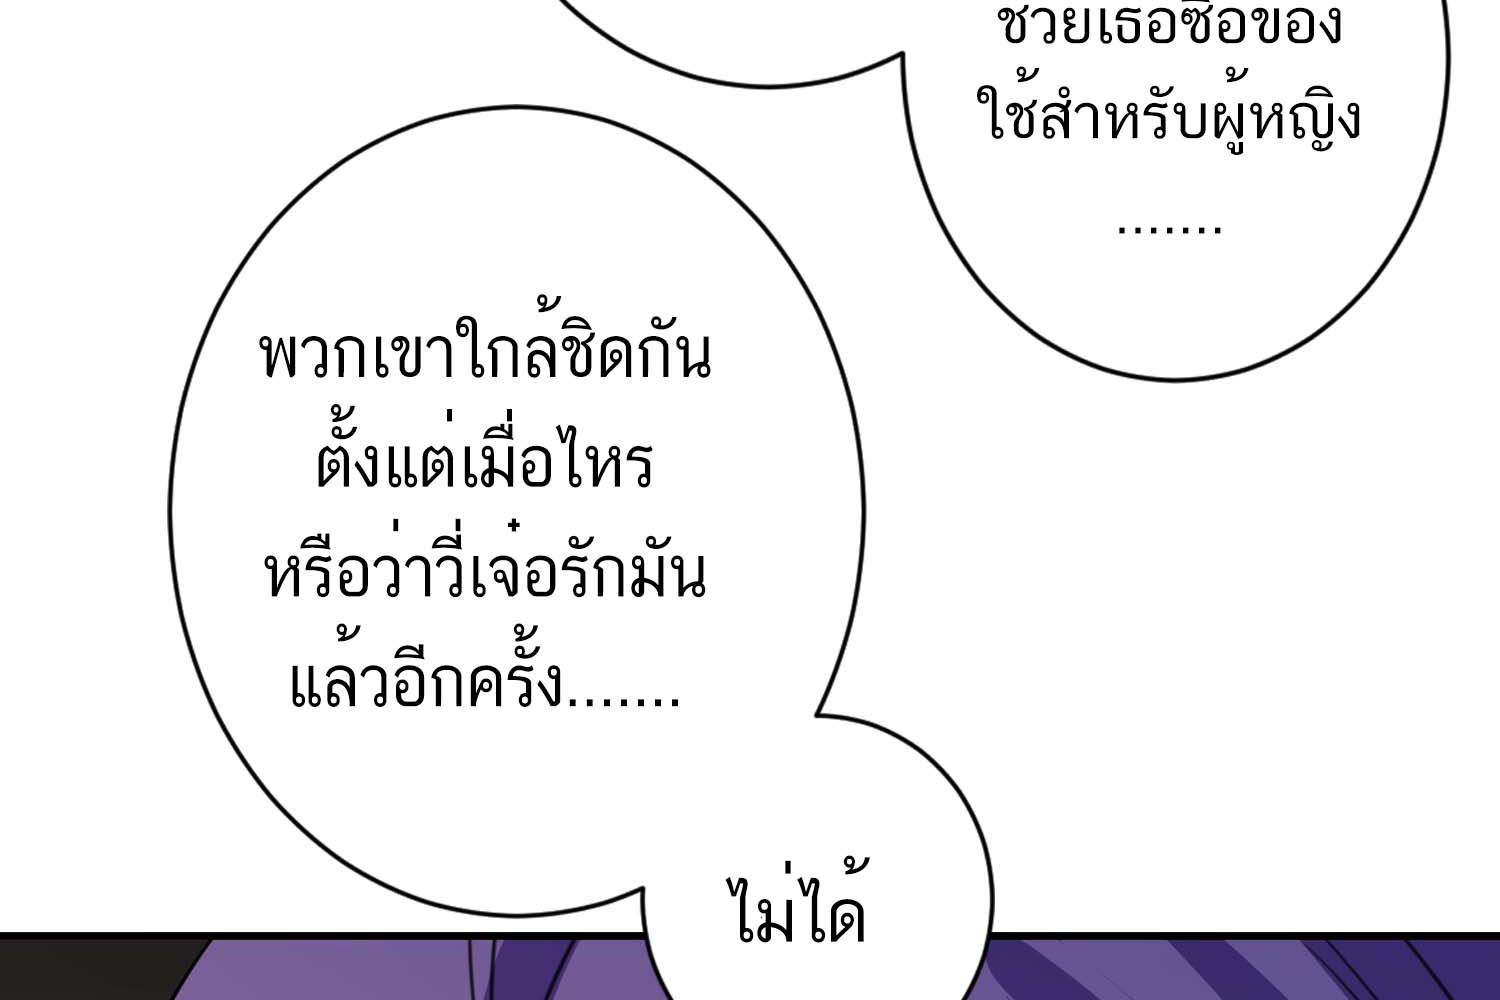 ช่วยเธอซื้อของ
ใช้สำหรับผู้หญิง
.......
พวกเขาใกล้ชิดกัน
ตั้งแต่เมื่อไหร
หรือว่าวี่เจ๋อรักมัน
แล้วอีกครั้ง.......
ไม่ได้